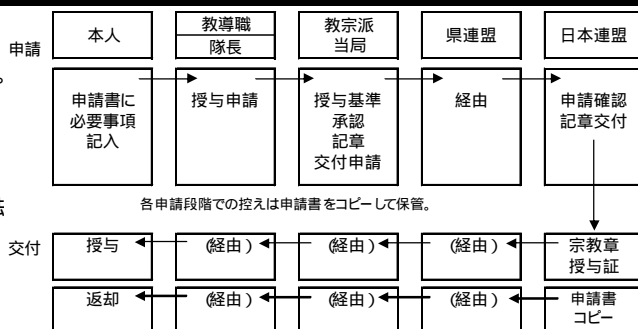 申請
本人
教導職
隊長
教宗派
当局
県連盟
日本連盟
。
申請書に
必要事項
記入
授与申請
授与基準
承認
記章
交付申請
経由
申請確認
記章交付
各申請段階での控えは申請書をコピーして保管。
交付
授与
(経由)
(経由)
(経由)
宗教章
授与証
返却
(経由)
(経由)
(経由)
申請書
コピー